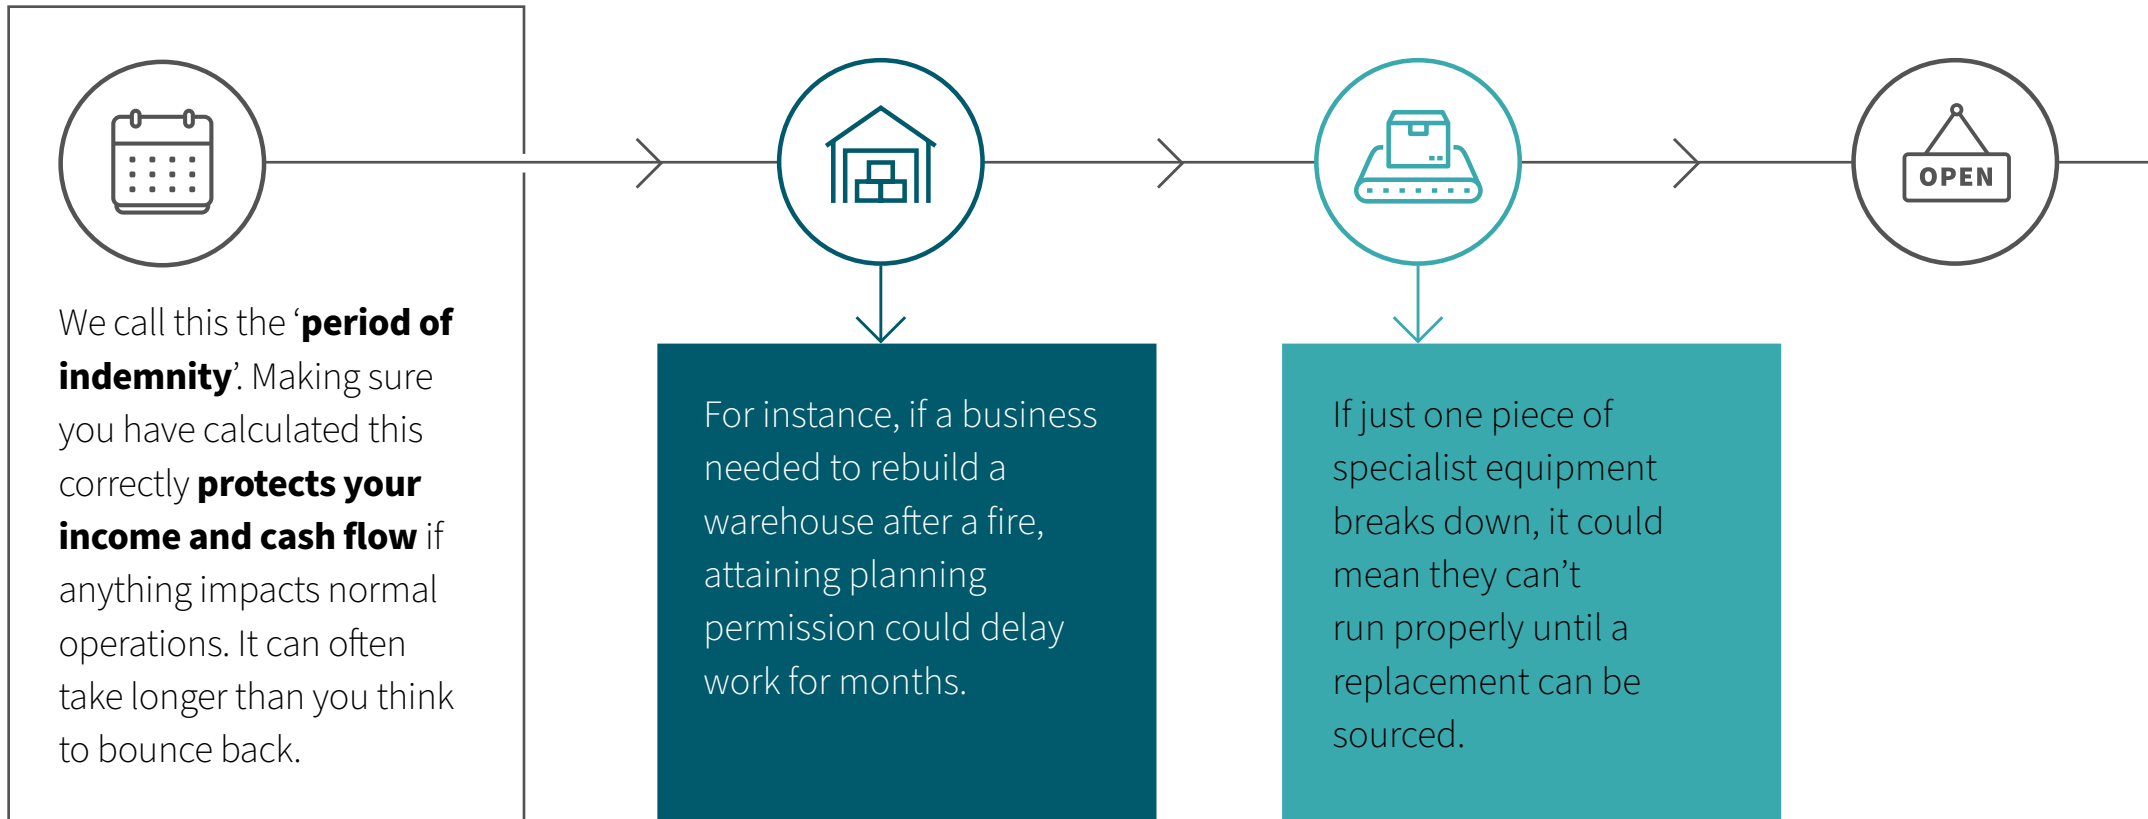 We call this the ‘period of
indemnity’. Making sure
you have calculated this
correctly protects your
income and cash flow if
anything impacts normal
operations. It can often
take longer than you think
to bounce back.
For instance, if a business
needed to rebuild a
warehouse after a fire,
attaining planning
permission could delay
work for months.
If just one piece of
specialist equipment
breaks down, it could
mean they can’t
run properly until a
replacement can be
sourced.
OPEN